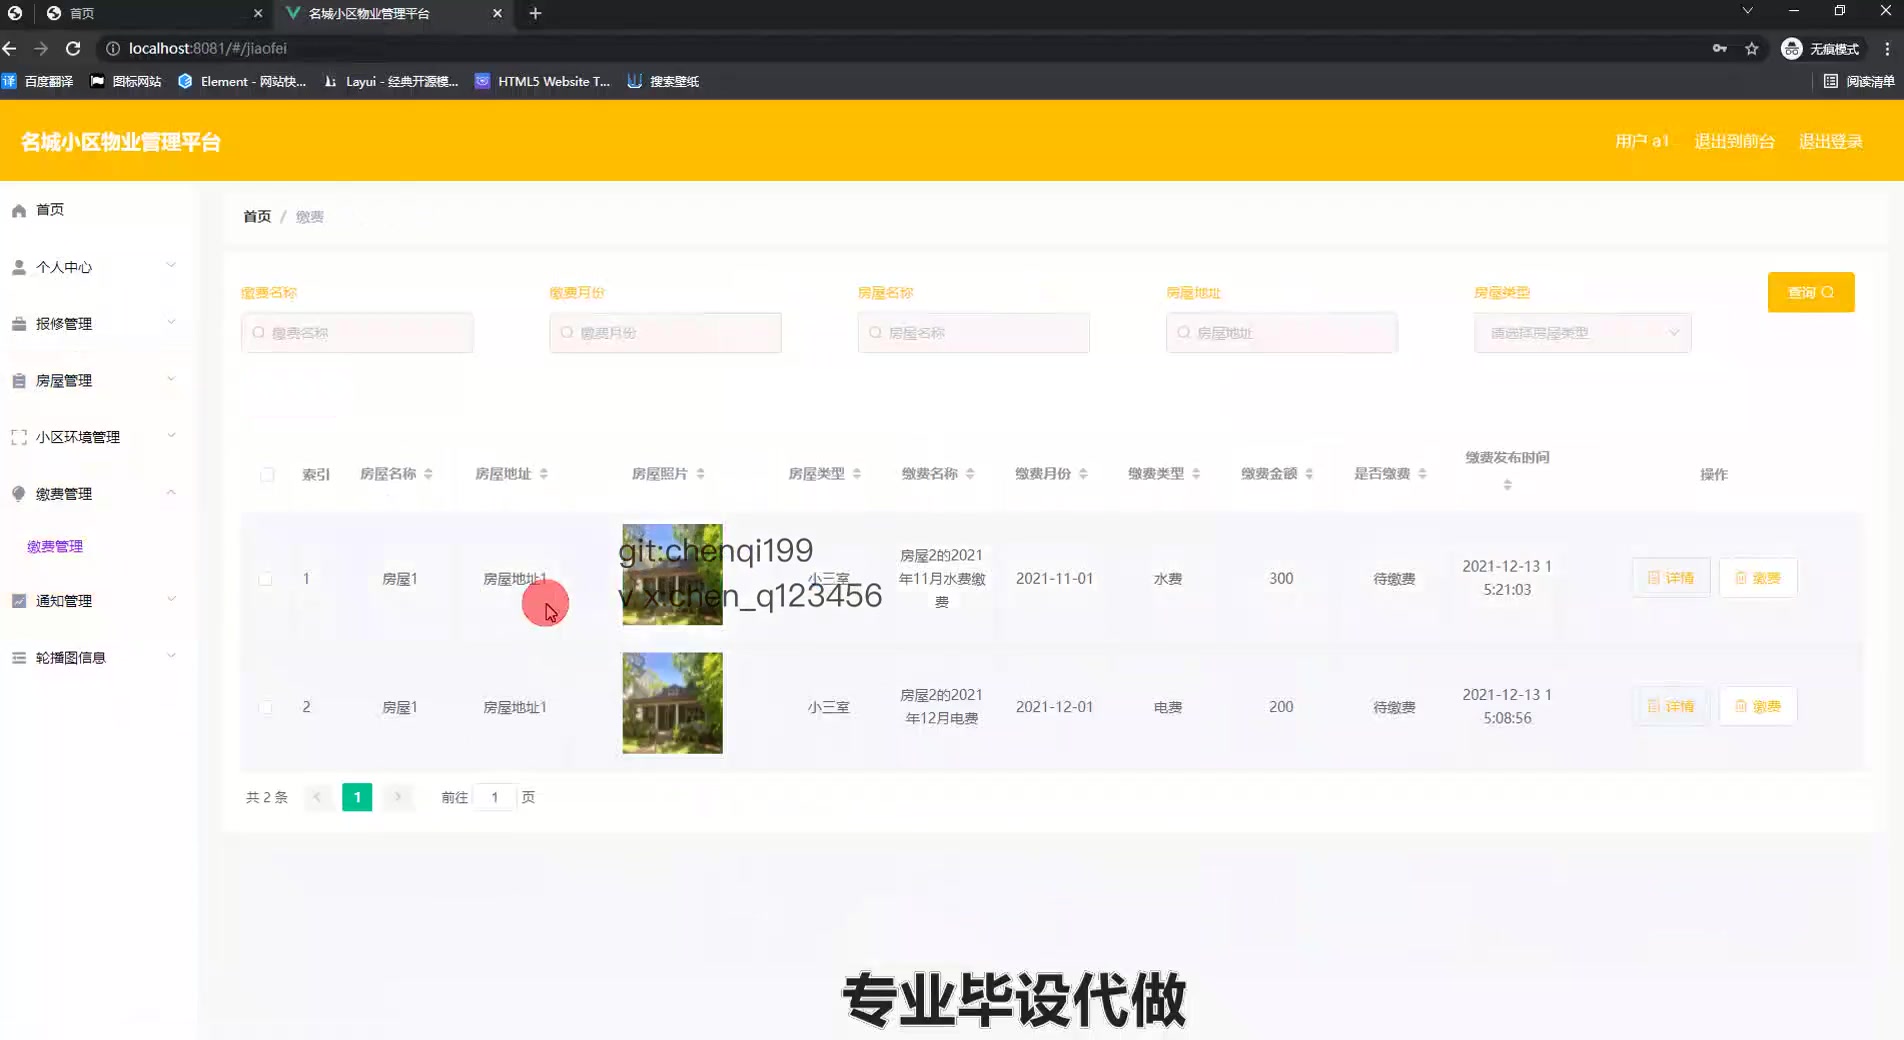 首页
名城小区物业管理平台
localhost:8081/#/jiaofei
无痕模式
译 百度翻译
图标网站
Element - 网站快...
Layui - 经典开源模...
HTML5 Website T...
搜索壁纸
阅读清单
名城小区物业管理平台
用户 a1
退出到前台
退出登录
首页
个人中心
报修管理
房屋管理
小区环境管理
缴费管理
缴费管理
通知管理
轮播图信息
首页 / 缴费
缴费名称
缴费月份
房屋名称
房屋地址
房屋类型
查询
缴费名称
缴费月份
房屋名称
房屋地址
请选择房屋类型
索引 房屋名称 房屋地址 房屋照片 房屋类型 缴费名称 缴费月份 缴费类型 缴费金额 是否缴费 缴费发布时间 操作
1 房屋1 房屋地址1 小三室 房屋2的2021
年11月水费缴
费
2021-11-01 水费 300 待缴费 2021-12-13 1
5:21:03
详情 缴费
git:chenqi199
v x:chen_q123456
2 房屋1 房屋地址1 小三室 房屋2的2021
年12月电费
2021-12-01 电费 200 待缴费 2021-12-13 1
5:08:56
详情 缴费
共 2 条 1 前往 1 页
专业毕设代做